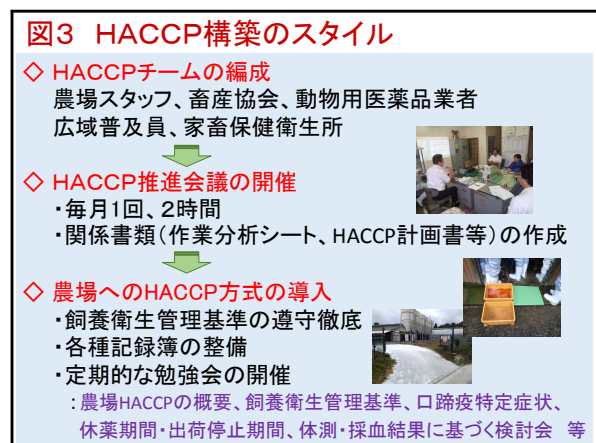 図3 HACCP構築のスタイル
◇ HACCPチームの編成
農場スタッフ、畜産協会、動物用医薬品業者
広域普及員、家畜保健衛生所
◇ HACCP推進会議の開催
・毎月1回、2時間
・関係書類(作業分析シート、HACCP計画書等)の作成
◇ 農場へのHACCP方式の導入
・飼養衛生管理基準の遵守徹底
・各種記録簿の整備
・定期的な勉強会の開催
:農場HACCPの概要、飼養衛生管理基準、口蹄疫特定症状、
休薬期間・出荷停止期間、体測・採血結果に基づく検討会 等